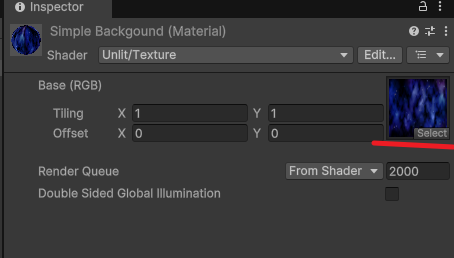 Inspector
Simple Backgound (Material)
Shader Unlit/Texture Edit...
Base (RGB)
Tiling X 1 Y 1
Offset X 0 Y 0
Select
Render Queue From Shader 2000
Double Sided Global Illumination